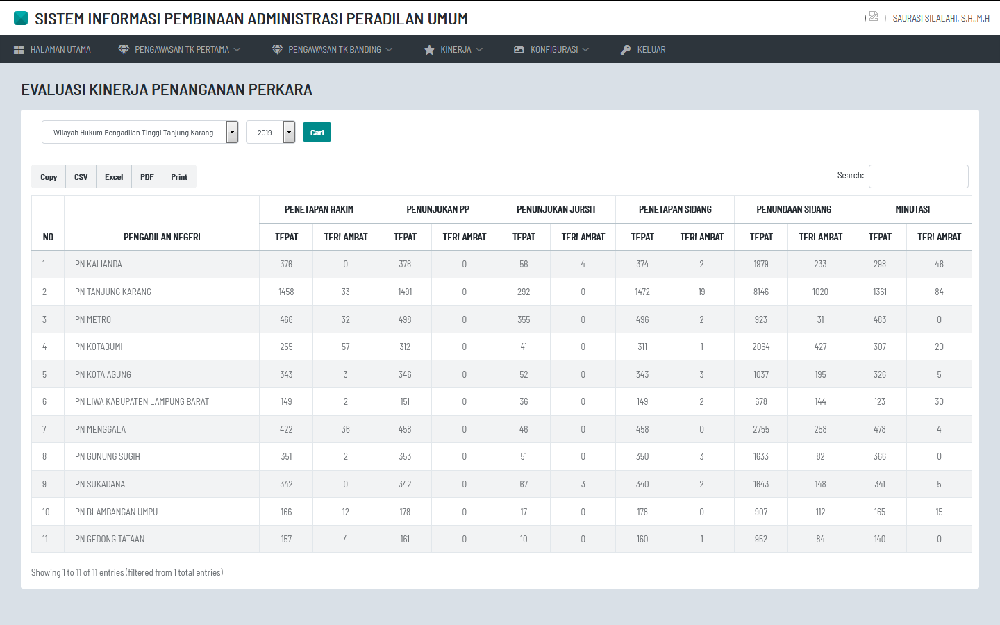 SISTEM INFORMASI PEMBINAAN ADMINISTRASI PERADILAN UMUM
SAURASI SILALAHI, S.H.,M.H
HALAMAN UTAMA PENGAWASAN TK PERTAMA PENGAWASAN TK BANDING KINERJA KONFIGURASI KELUAR
EVALUASI KINERJA PENANGANAN PERKARA
Wilayah Hukum Pengadilan Tinggi Tanjung Karang 2019 Cari
Copy CSV Excel PDF Print Search:
PENETAPAN HAKIM PENUNJUKAN PP PENUNJUKAN JURSIT PENETAPAN SIDANG PENUNDAAN SIDANG MINUTASI
NO PENGADILAN NEGERI TEPAT TERLAMBAT TEPAT TERLAMBAT TEPAT TERLAMBAT TEPAT TERLAMBAT TEPAT TERLAMBAT TEPAT TERLAMBAT
1 PN KALIANDA 376 0 376 0 56 4 374 2 1979 233 298 46
2 PN TANJUNG KARANG 1458 33 1491 0 292 0 1472 19 8146 1020 1361 84
3 PN METRO 466 32 498 0 355 0 496 2 923 31 483 0
4 PN KOTABUMI 255 57 312 0 41 0 311 1 2064 427 307 20
5 PN KOTA AGUNG 343 3 346 0 52 0 343 3 1037 195 326 5
6 PN LIWA KABUPATEN LAMPUNG BARAT 149 2 151 0 36 0 149 2 678 144 123 30
7 PN MENGGALA 422 36 458 0 46 0 458 0 2755 258 478 4
8 PN GUNUNG SUGIH 351 2 353 0 51 0 350 3 1633 82 366 0
9 PN SUKADANA 342 0 342 0 67 3 340 2 1643 148 341 5
10 PN BLAMBANGAN UMPU 166 12 178 0 17 0 178 0 907 112 165 15
11 PN GEDONG TATAAN 157 4 161 0 10 0 160 1 952 84 140 0
Showing 1 to 11 of 11 entries (filtered from 1 total entries)